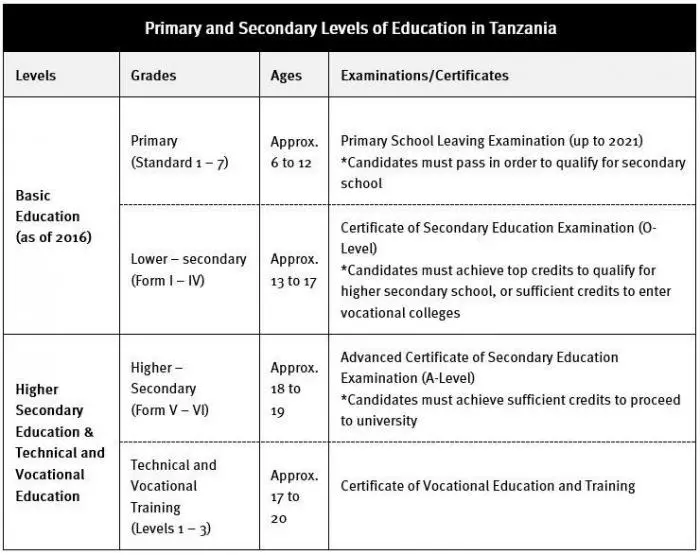 Primary and Secondary Levels of Education in Tanzania
Levels
Grades
Ages
Examinations/Certificates
Basic
Education
(as of 2016)
Primary
(Standard 1 – 7)
Approx.
6 to 12
Primary School Leaving Examination (up to 2021)
*Candidates must pass in order to qualify for secondary
school
Lower – secondary
(Form I – IV)
Approx.
13 to 17
Certificate of Secondary Education Examination (O-
Level)
*Candidates must achieve top credits to qualify for
higher secondary school, or sufficient credits to enter
vocational colleges
Higher
Secondary
Education &
Technical and
Vocational
Education
Higher –
Secondary
(Form V – VI)
Approx.
18 to
19
Advanced Certificate of Secondary Education
Examination (A-Level)
*Candidates must achieve sufficient credits to proceed
to university
Technical and
Vocational
Training
(Levels 1 – 3)
Approx.
17 to
20
Certificate of Vocational Education and Training